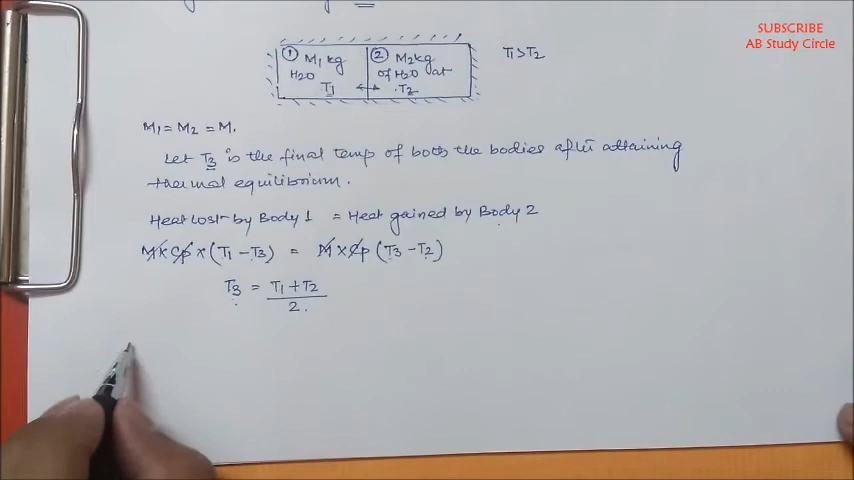 SUBSCRIBE
AB Study Circle
① M1 kg
H2O
T1
② M2 kg
of H2O at
T2
T1 > T2
M1 = M2 = M.
Let T3 is the final temp of both the bodies after attaining
thermal equilibrium.
Heat lost by Body 1 = Heat gained by Body 2
M × Cp × (T1 - T3) = M × Cp (T3 - T2)
T3 = T1 + T2
2.